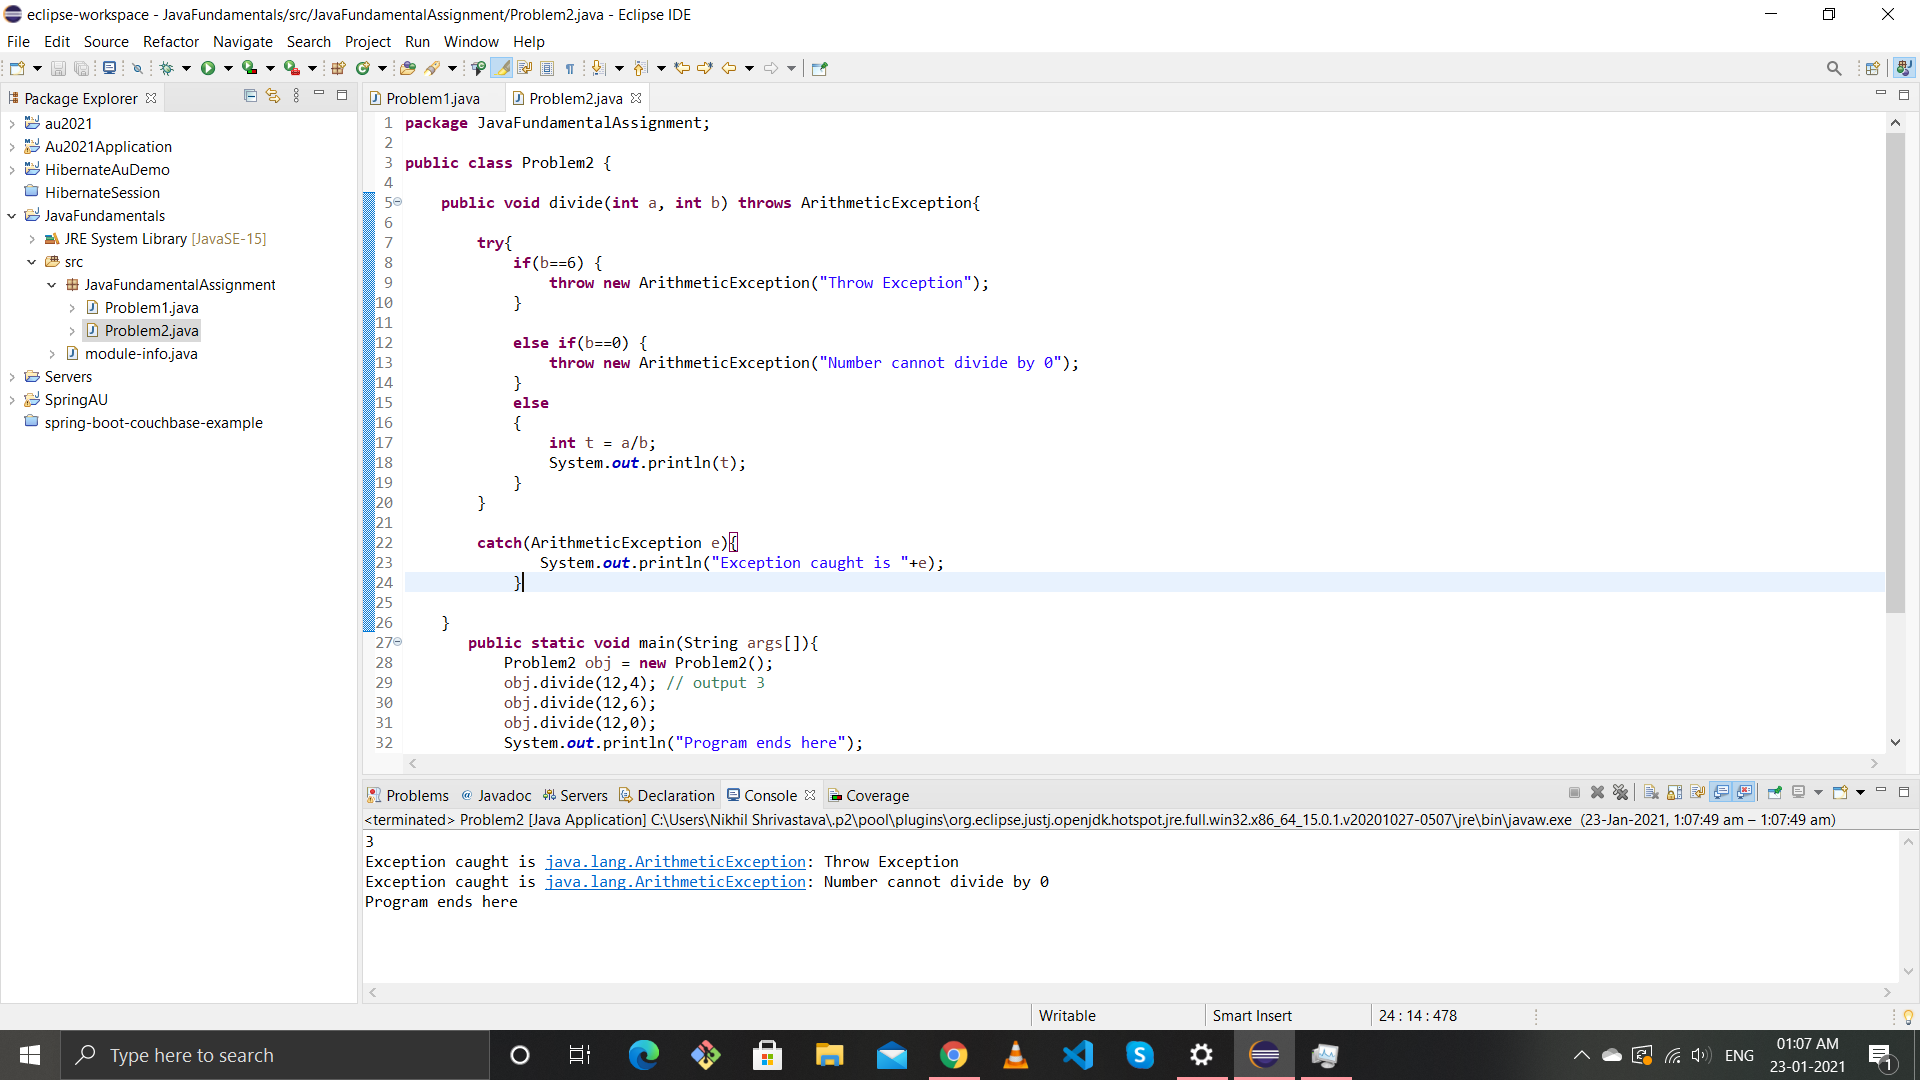 eclipse-workspace - JavaFundamentals/src/JavaFundamentalAssignment/Problem2.java - Eclipse IDE
File Edit Source Refactor Navigate Search Project Run Window Help
Package Explorer
au2021
Au2021Application
HibernateAuDemo
HibernateSession
JavaFundamentals
JRE System Library [JavaSE-15]
src
JavaFundamentalAssignment
Problem1.java
Problem2.java
module-info.java
Servers
SpringAU
spring-boot-couchbase-example
Problem1.java Problem2.java
1 package JavaFundamentalAssignment;
2
3 public class Problem2 {
4
5 public void divide(int a, int b) throws ArithmeticException{
6
7 try{
8 if(b==6) {
9 throw new ArithmeticException("Throw Exception");
10 }
11
12 else if(b==0) {
13 throw new ArithmeticException("Number cannot divide by 0");
14 }
15 else
16 {
17 int t = a/b;
18 System.out.println(t);
19 }
20 }
21
22 catch(ArithmeticException e){
23 System.out.println("Exception caught is "+e);
24 }
25
26 }
27 public static void main(String args[]){
28 Problem2 obj = new Problem2();
29 obj.divide(12,4); // output 3
30 obj.divide(12,6);
31 obj.divide(12,0);
32 System.out.println("Program ends here");
Problems Javadoc Servers Declaration Console Coverage
<terminated> Problem2 [Java Application] C:\Users\Nikhil Shrivastava\.p2\pool\plugins\org.eclipse.justj.openjdk.hotspot.jre.full.win32.x86_64_15.0.1.v20201027-0507\jre\bin\javaw.exe (23-Jan-2021, 1:07:49 am – 1:07:49 am)
3
Exception caught is java.lang.ArithmeticException: Throw Exception
Exception caught is java.lang.ArithmeticException: Number cannot divide by 0
Program ends here
Writable Smart Insert 24 : 14 : 478
Type here to search
ENG
01:07 AM
23-01-2021
1